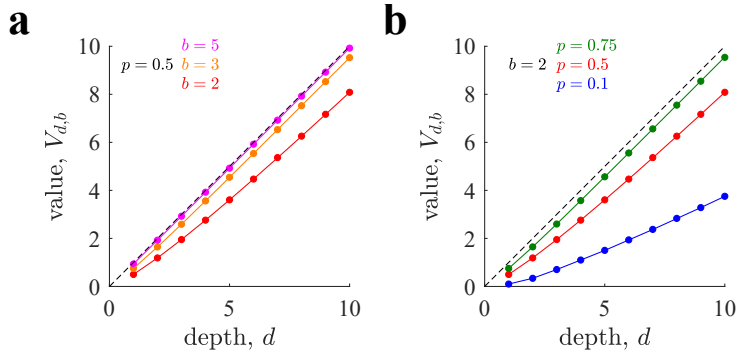 a
b = 5
p = 0.5
b = 3
b = 2
10
8
6
4
2
0
0
5
10
value, V_{d,b}
depth, d
b
p = 0.75
b = 2
p = 0.5
p = 0.1
10
8
6
4
2
0
0
5
10
value, V_{d,b}
depth, d